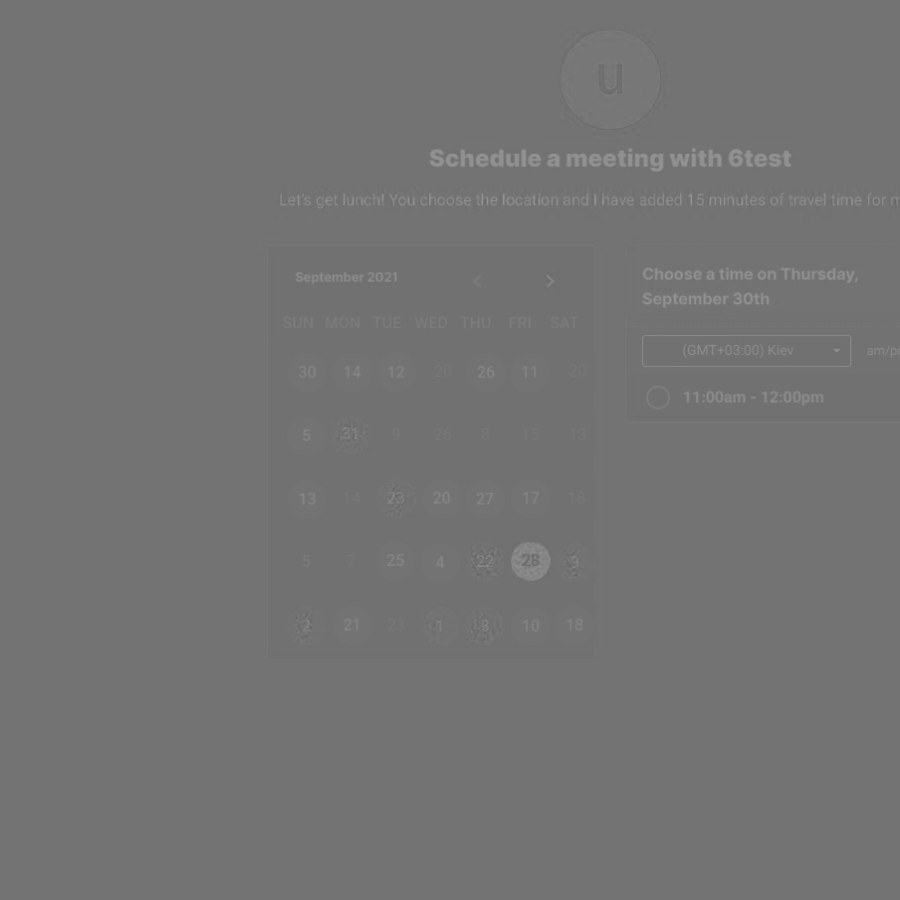 u
Schedule a meeting with 6test
Let's get lunch! You choose the location and I have added 15 minutes of travel time for
September 2021
SUN MON TUE WED THU FRI SAT
30 14 12 20 26 11 20
5 31 9 26 8 15 13
13 14 23 20 27 17 18
5 7 25 4 22 28 9
2 21 23 1 8 10 18
Choose a time on Thursday,
September 30th
(GMT+03:00) Kiev
am/p
11:00am - 12:00pm